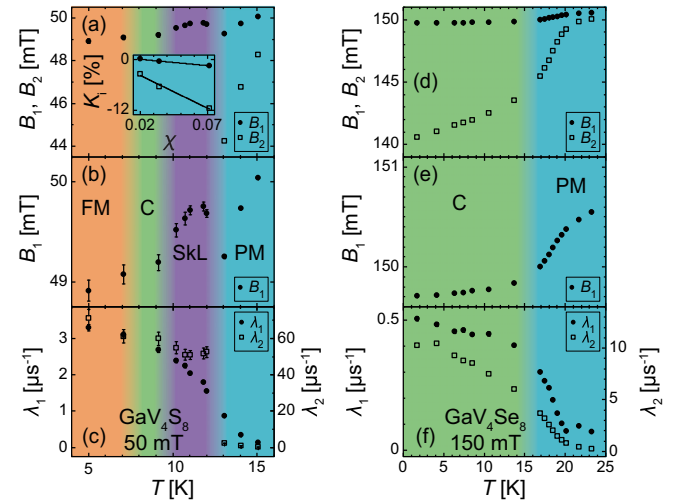 (a)
B₁, B₂ [mT]
50
48
46
44
Kᵢ [%]
0
-12
0.02
0.07
χ
B₁
B₂
(b)
B₁ [mT]
50
49
FM
C
SkL
PM
B₁
(c)
λ₁ [μs⁻¹]
3
2
1
0
λ₁
λ₂
GaV₄S₈
50 mT
60
40
20
0
λ₂ [μs⁻¹]
5
10
15
T [K]
(d)
B₁, B₂ [mT]
150
145
140
B₁
B₂
(e)
B₁ [mT]
151
150
C
PM
B₁
(f)
λ₁ [μs⁻¹]
0.5
0
λ₁
λ₂
GaV₄Se₈
150 mT
10
5
0
λ₂ [μs⁻¹]
0
5
10
15
20
25
T [K]